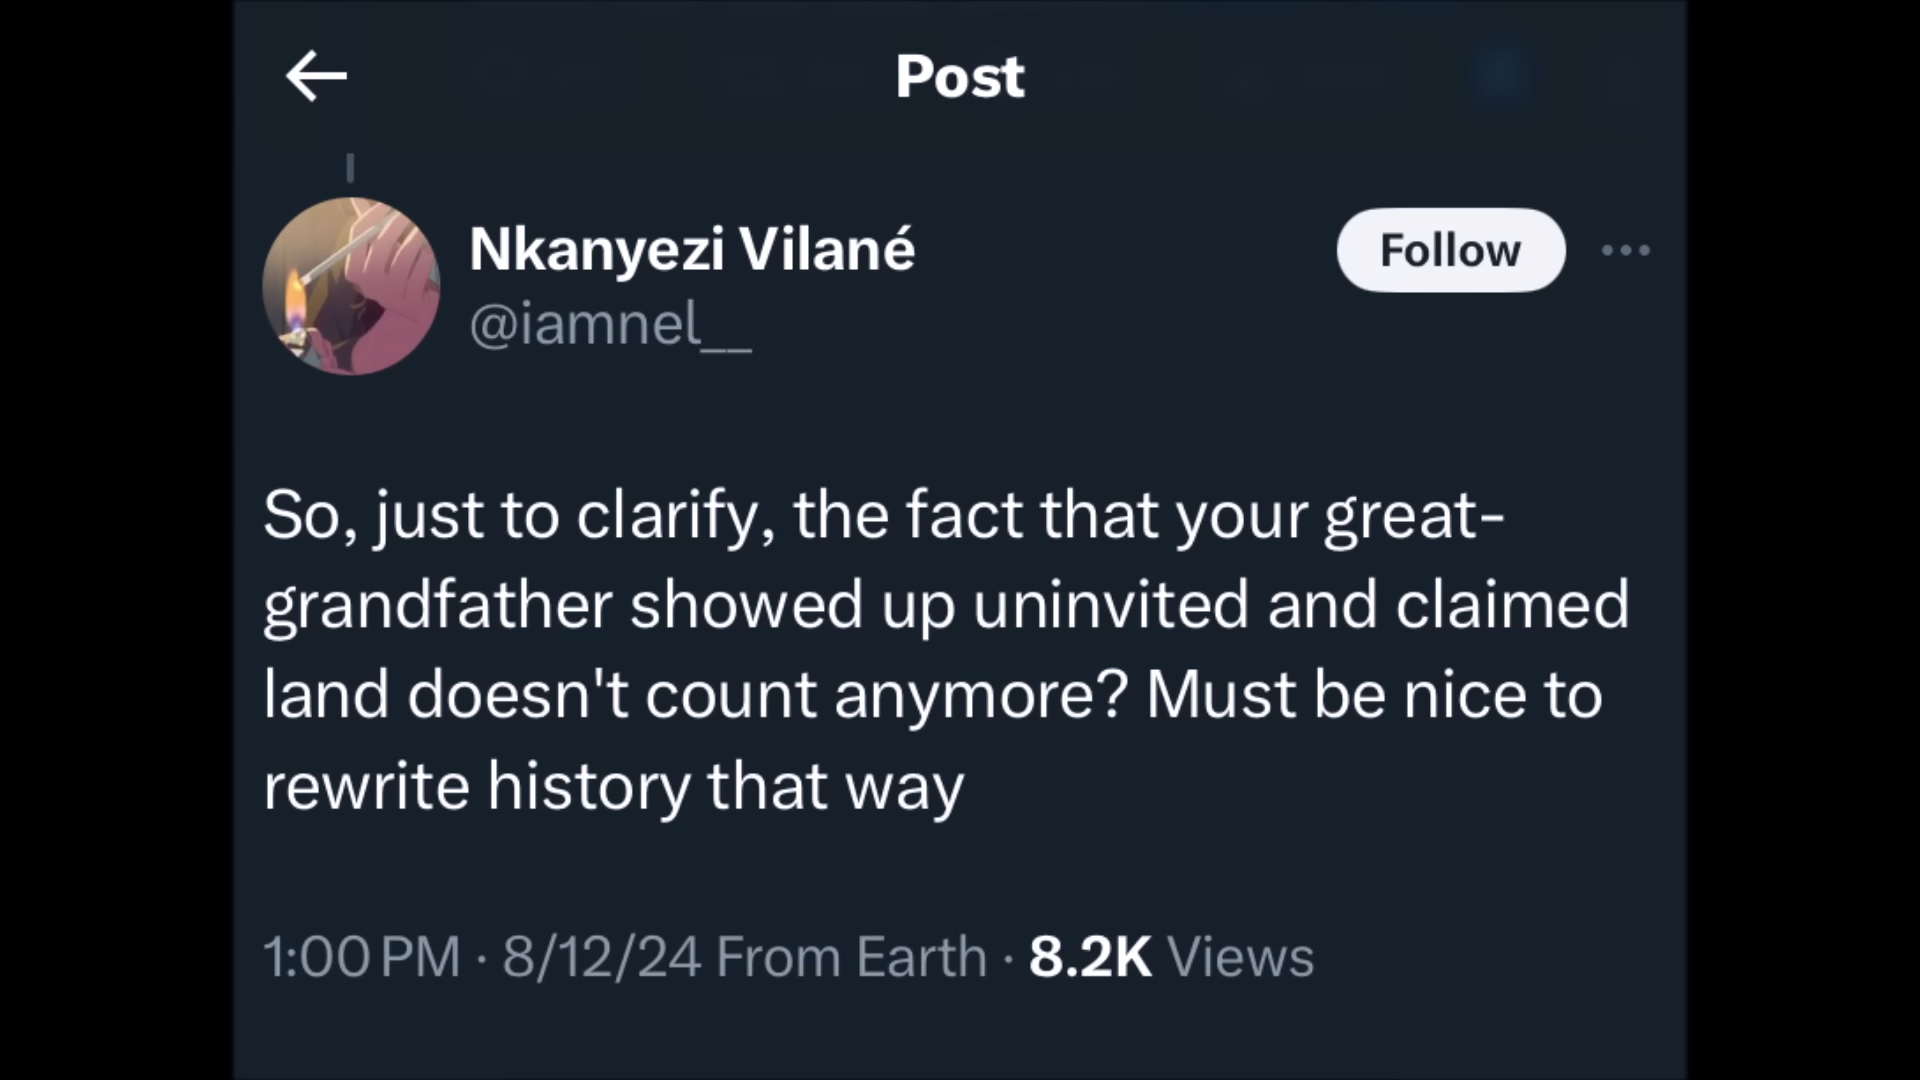 Post
Nkanyezi Vilané
Follow
@iamnel__
So, just to clarify, the fact that your great-
grandfather showed up uninvited and claimed
land doesn't count anymore? Must be nice to
rewrite history that way
1:00 PM · 8/12/24 From Earth · 8.2K Views